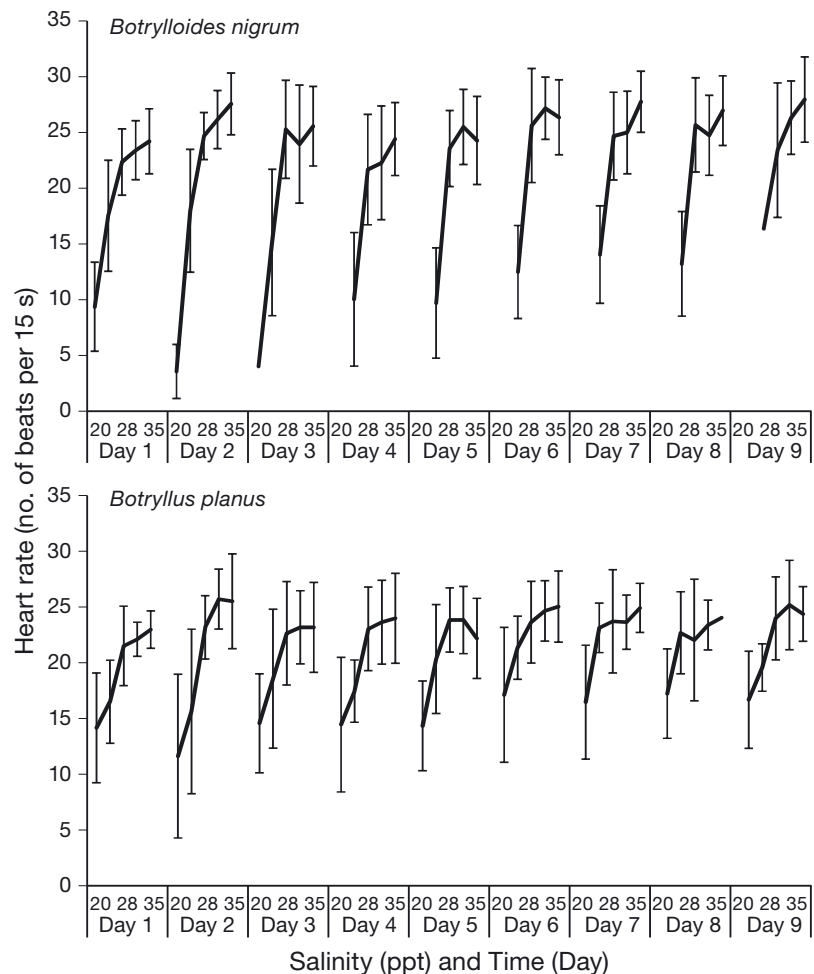 Heart rate (no. of beats per 15 s)
Botrylloides nigrum
35
30
25
20
15
10
5
0
20 28 35 20 28 35 20 28 35 20 28 35 20 28 35 20 28 35 20 28 35 20 28 35 20 28 35
Day 1 Day 2 Day 3 Day 4 Day 5 Day 6 Day 7 Day 8 Day 9
Botryllus planus
35
30
25
20
15
10
5
0
20 28 35 20 28 35 20 28 35 20 28 35 20 28 35 20 28 35 20 28 35 20 28 35 20 28 35
Day 1 Day 2 Day 3 Day 4 Day 5 Day 6 Day 7 Day 8 Day 9
Salinity (ppt) and Time (Day)